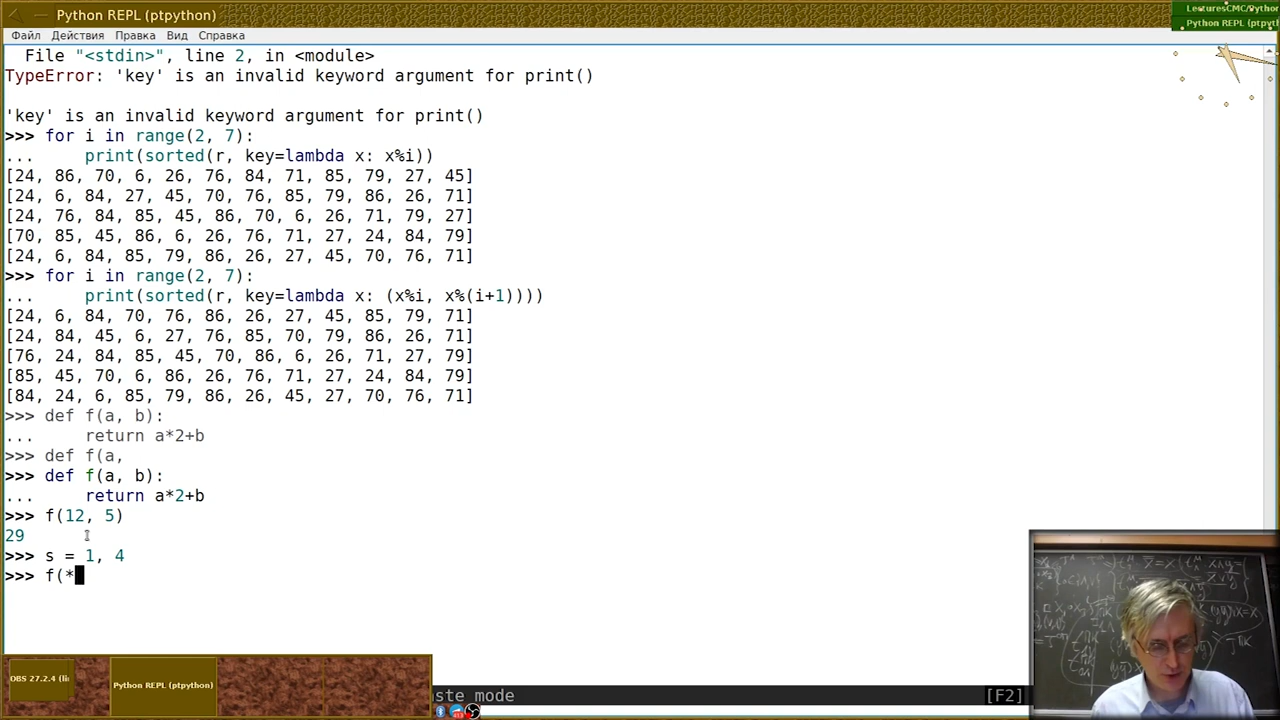 Python REPL (ptpython)
LecturesCMC/Python
Python REPL (ptpyth
Файл Действия Правка Вид Справка
File "<stdin>", line 2, in <module>
TypeError: 'key' is an invalid keyword argument for print()
'key' is an invalid keyword argument for print()
>>> for i in range(2, 7):
...     print(sorted(r, key=lambda x: x%i))
[24, 86, 70, 6, 26, 76, 84, 71, 85, 79, 27, 45]
[24, 6, 84, 27, 45, 70, 76, 85, 79, 86, 26, 71]
[24, 76, 84, 85, 45, 86, 70, 6, 26, 71, 79, 27]
[70, 85, 45, 86, 6, 26, 76, 71, 27, 24, 84, 79]
[24, 6, 84, 85, 79, 86, 26, 27, 45, 70, 76, 71]
>>> for i in range(2, 7):
...     print(sorted(r, key=lambda x: (x%i, x%(i+1))))
[24, 6, 84, 70, 76, 86, 26, 27, 45, 85, 79, 71]
[24, 84, 45, 6, 27, 76, 85, 70, 79, 86, 26, 71]
[76, 24, 84, 85, 45, 70, 86, 6, 26, 71, 27, 79]
[85, 45, 70, 6, 86, 26, 76, 71, 27, 24, 84, 79]
[84, 24, 6, 85, 79, 86, 26, 45, 27, 70, 76, 71]
>>> def f(a, b):
...     return a*2+b
>>> def f(a,
>>> def f(a, b):
...     return a*2+b
>>> f(12, 5)
29
>>> s = 1, 4
>>> f(*
OBS 27.2.4 (li
Python REPL (ptpython)
ste mode
[F2]